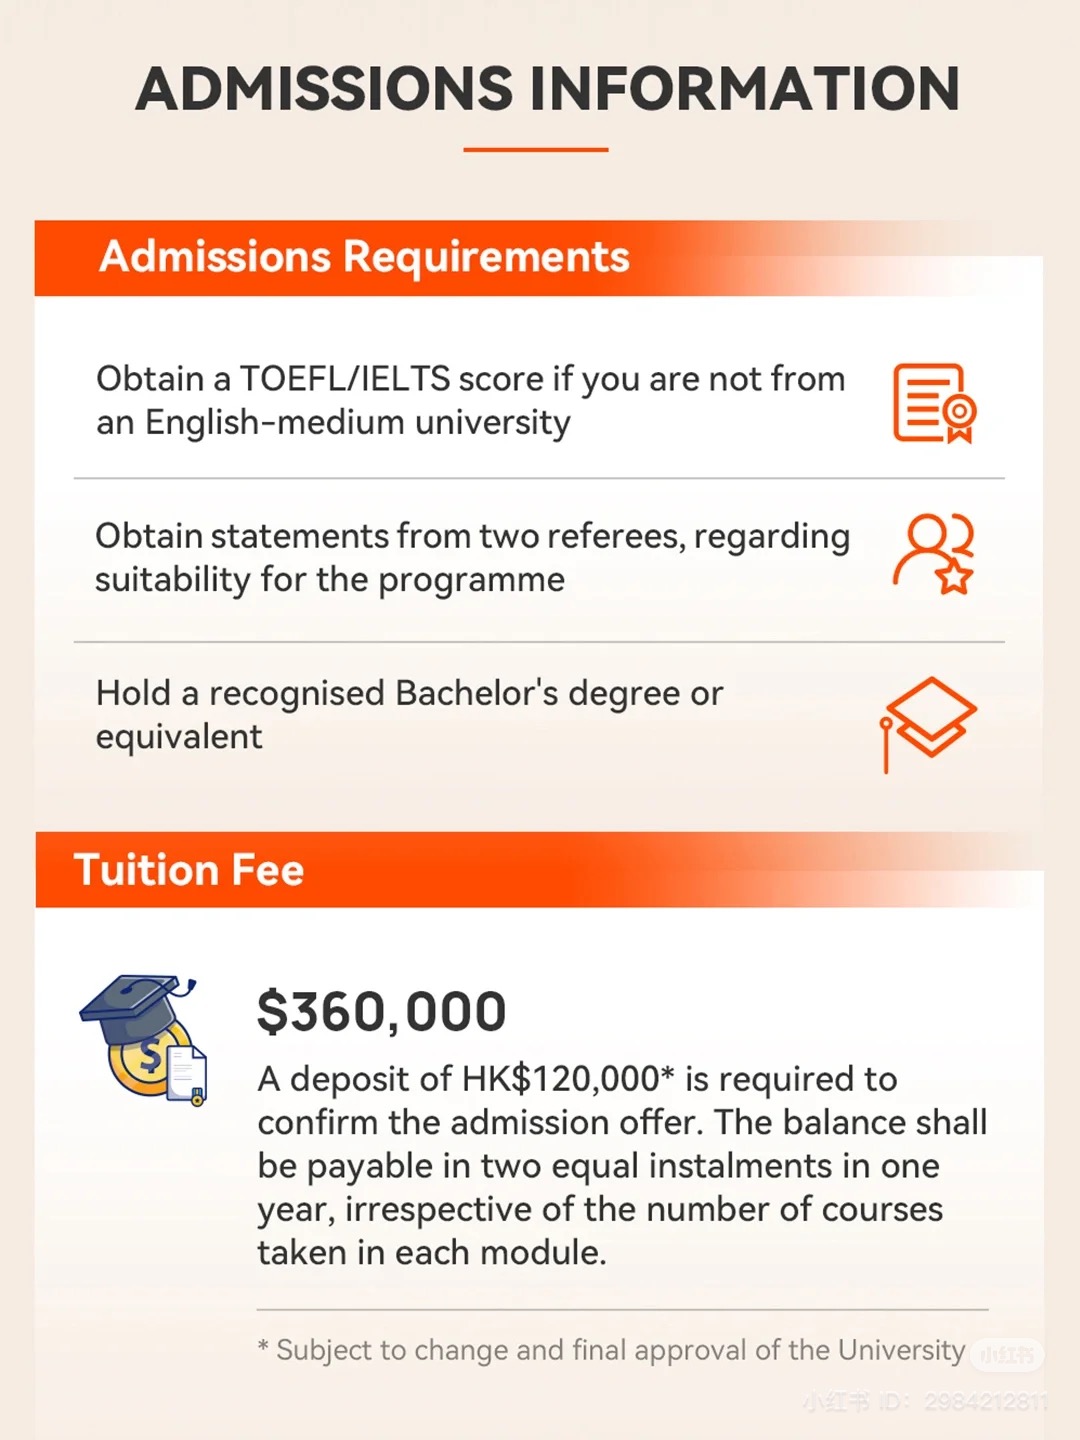 ADMISSIONS INFORMATION
Admissions Requirements
Obtain a TOEFL/IELTS score if you are not from
an English-medium university
Obtain statements from two referees, regarding
suitability for the programme
Hold a recognised Bachelor's degree or
equivalent
Tuition Fee
$
$360,000
A deposit of HK$120,000* is required to
confirm the admission offer. The balance shall
be payable in two equal instalments in one
year, irrespective of the number of courses
taken in each module.
* Subject to change and final approval of the University
小红书
小红书 ID: 2984212811